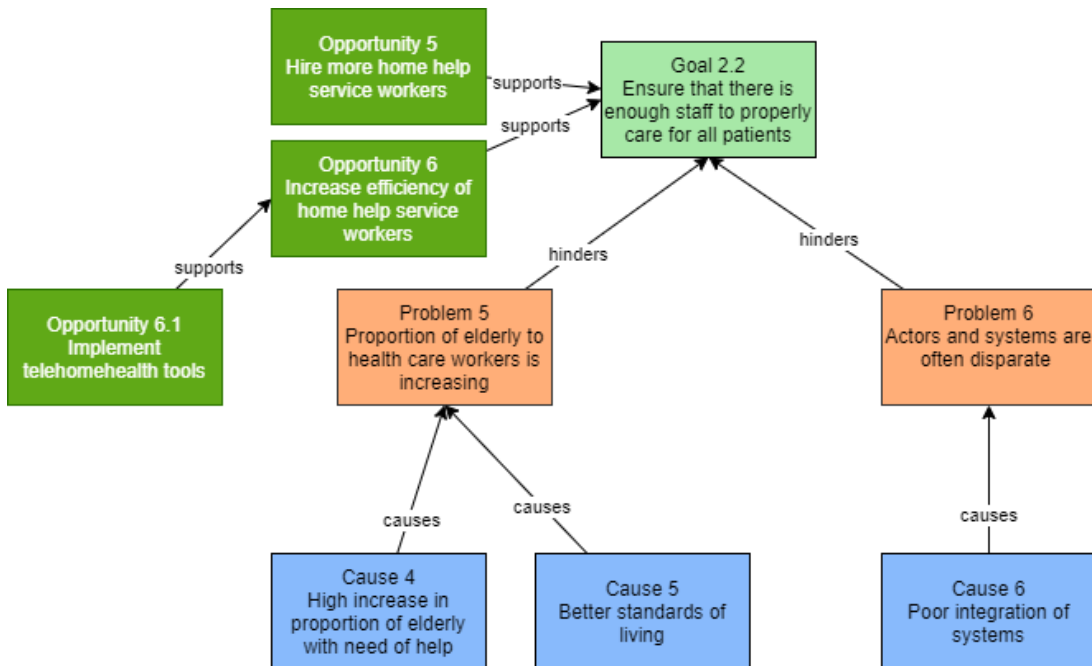 Opportunity 5
Hire more home help
service workers
supports
Goal 2.2
Ensure that there is
enough staff to properly
care for all patients
supports
Opportunity 6
Increase efficiency of
home help service
workers
supports
hinders
hinders
Opportunity 6.1
Implement
telehomehealth tools
Problem 5
Proportion of elderly to
health care workers is
increasing
Problem 6
Actors and systems are
often disparate
causes
causes
causes
Cause 4
High increase in
proportion of elderly
with need of help
Cause 5
Better standards of
living
Cause 6
Poor integration of
systems